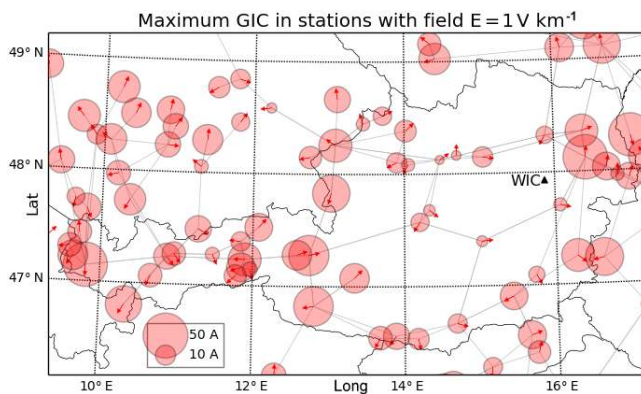 Maximum GIC in stations with field E = 1 V km⁻¹
49° N
48° N
Lat
WIC
47° N
50 A
10 A
10° E
12° E
Long
14° E
16° E